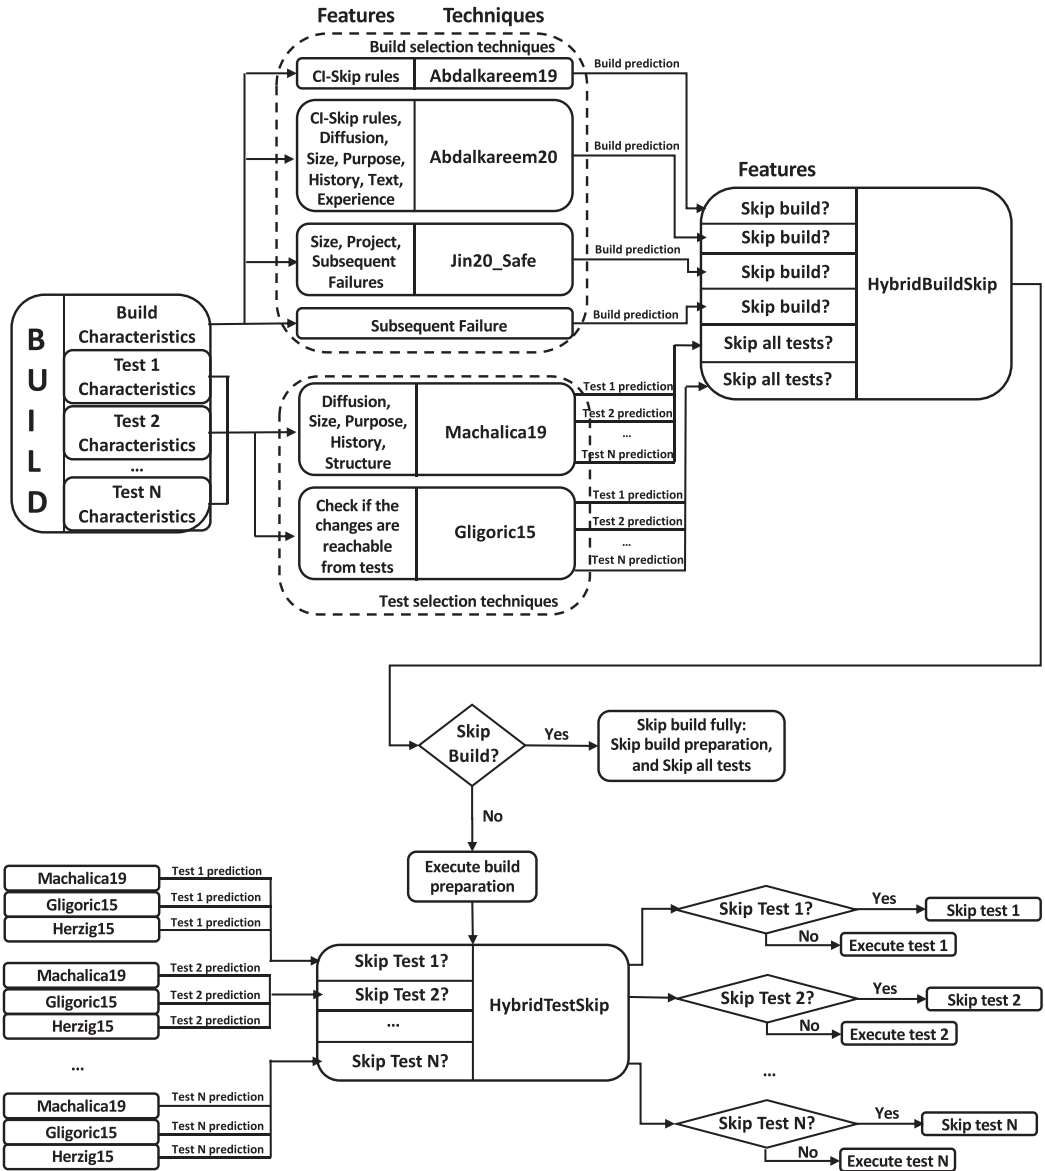 Features
Techniques
Build selection techniques
CI-Skip rules
Abdalkareem19
Build prediction
CI-Skip rules,
Diffusion,
Size, Purpose,
History, Text,
Experience
Abdalkareem20
Build prediction
Size, Project,
Subsequent
Failures
Jin20_Safe
Build prediction
Subsequent Failure
Build prediction
Features
Skip build?
Skip build?
Skip build?
Skip build?
Skip all tests?
Skip all tests?
HybridBuildSkip
B
U
I
L
D
Build
Characteristics
Test 1
Characteristics
Test 2
Characteristics
...
Test N
Characteristics
Diffusion,
Size, Purpose,
History,
Structure
Machalica19
Test 1 prediction
Test 2 prediction
...
Test N prediction
Check if the
changes are
reachable
from tests
Gligoric15
Test 1 prediction
Test 2 prediction
...
Test N prediction
Test selection techniques
Skip
Build?
Yes
Skip build fully:
Skip build preparation,
and Skip all tests
No
Execute build
preparation
Machalica19
Test 1 prediction
Gligoric15
Test 1 prediction
Herzig15
Test 1 prediction
Machalica19
Test 2 prediction
Gligoric15
Test 2 prediction
Herzig15
Test 2 prediction
...
Machalica19
Test N prediction
Gligoric15
Test N prediction
Herzig15
Test N prediction
Skip Test 1?
Skip Test 2?
...
Skip Test N?
HybridTestSkip
Skip Test 1?
Yes
Skip test 1
No
Execute test 1
Skip Test 2?
Yes
Skip test 2
No
Execute test 2
...
Skip Test N?
Yes
Skip test N
No
Execute test N